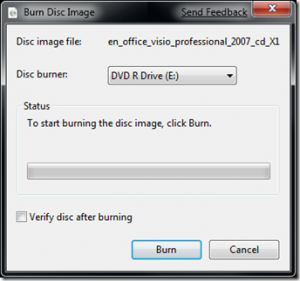 Burn Disc Image
Send Feedback
Disc image file: en_office_visio_professional_2007_cd_X1
Disc burner: DVD R Drive (E:)
Status
To start burning the disc image, click Burn.
Verify disc after burning
Burn Cancel